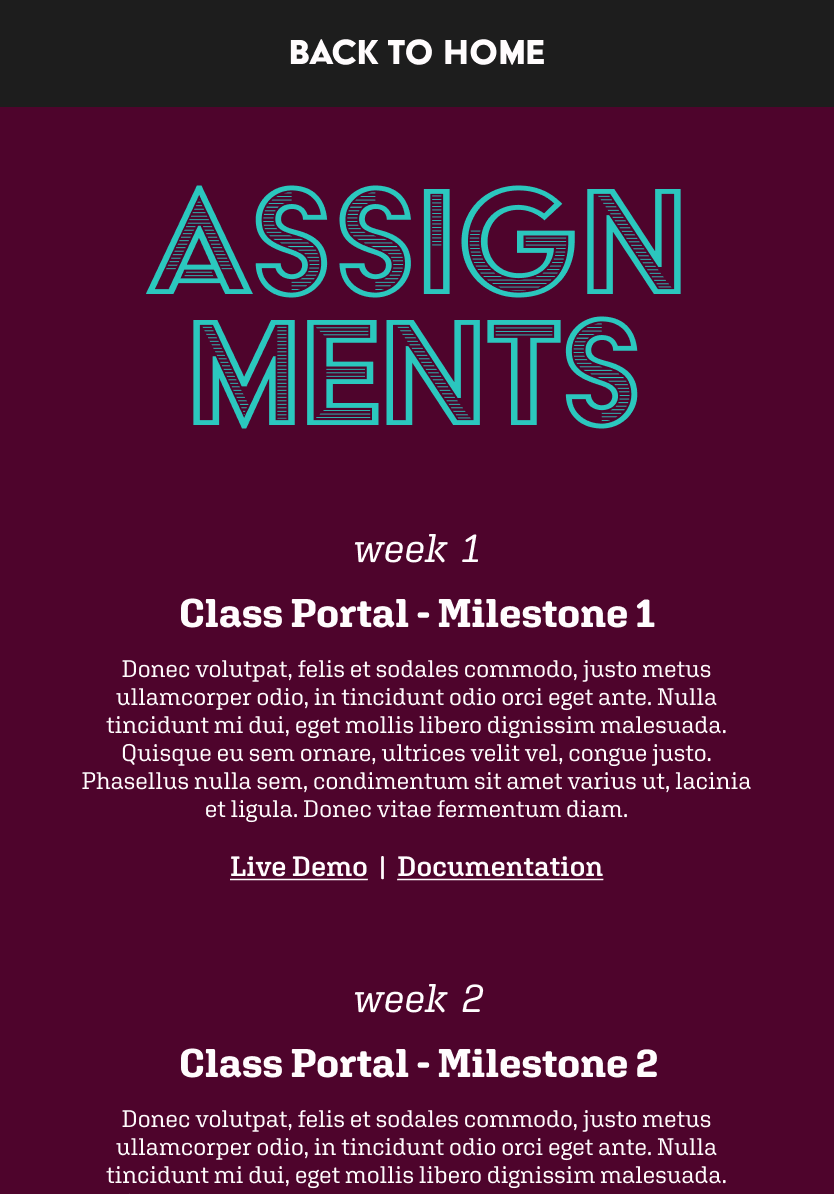 BACK TO HOME
ASSIGN
MENTS
week 1
Class Portal - Milestone 1
Donec volutpat, felis et sodales commodo, justo metus
ullamcorper odio, in tincidunt odio orci eget ante. Nulla
tincidunt mi dui, eget mollis libero dignissim malesuada.
Quisque eu sem ornare, ultrices velit vel, congue justo.
Phasellus nulla sem, condimentum sit amet varius ut, lacinia
et ligula. Donec vitae fermentum diam.
Live Demo | Documentation
week 2
Class Portal - Milestone 2
Donec volutpat, felis et sodales commodo, justo metus
ullamcorper odio, in tincidunt odio orci eget ante. Nulla
tincidunt mi dui, eget mollis libero dignissim malesuada.